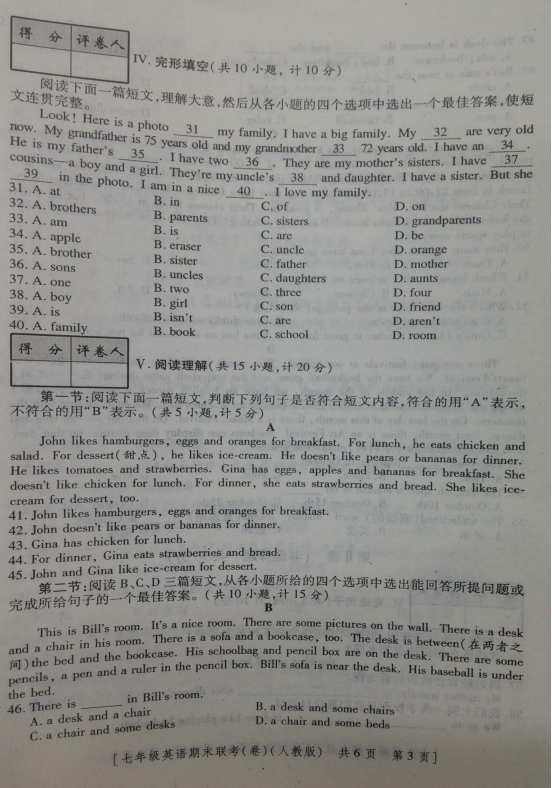 得 分 评卷人
Ⅳ. 完形填空(共 10 小题, 计 10 分)
阅读下面一篇短文,理解大意,然后从各小题的四个选项中选出一个最佳答案,使短
文连贯完整。
Look! Here is a photo 31 my family. I have a big family. My 32 are very old
now. My grandfather is 75 years old and my grandmother 33 72 years old. I have an 34 .
He is my father's 35 . I have two 36 . They are my mother's sisters. I have 37
cousins—a boy and a girl. They're my uncle's 38 and daughter. I have a sister. But she
39 in the photo. I am in a nice 40 . I love my family.
31. A. at B. in C. of D. on
32. A. brothers B. parents C. sisters D. grandparents
33. A. am B. is C. are D. be
34. A. apple B. eraser C. uncle D. orange
35. A. brother B. sister C. father D. mother
36. A. sons B. uncles C. daughters D. aunts
37. A. one B. two C. three D. four
38. A. boy B. girl C. son D. friend
39. A. is B. isn't C. are D. aren't
40. A. family B. book C. school D. room
得 分 评卷人
Ⅴ. 阅读理解(共 15 小题, 计 20 分)
第一节:阅读下面一篇短文,判断下列句子是否符合短文内容,符合的用“A”表示,
不符合的用“B”表示。(共 5 小题,计 5 分)
A
John likes hamburgers, eggs and oranges for breakfast. For lunch, he eats chicken and
salad. For dessert(甜点), he likes ice-cream. He doesn't like pears or bananas for dinner.
He likes tomatoes and strawberries. Gina has eggs, apples and bananas for breakfast. She
doesn't like chicken for lunch. For dinner, she eats strawberries and bread. She likes ice-
cream for dessert, too.
41. John likes hamburgers, eggs and oranges for breakfast.
42. John doesn't like pears or bananas for dinner.
43. Gina has chicken for lunch.
44. For dinner, Gina eats strawberries and bread.
45. John and Gina like ice-cream for dessert.
第二节:阅读 B、C、D 三篇短文,从各小题所给的四个选项中选出能回答所提问题或
完成所给句子的一个最佳答案。(共 10 小题,计 15 分)
B
This is Bill's room. It's a nice room. There are some pictures on the wall. There is a desk
and a chair in his room. There is a sofa and a bookcase, too. The desk is between(在两者之
间)the bed and the bookcase. His schoolbag and pencil box are on the desk. There are some
pencils, a pen and a ruler in the pencil box. Bill's sofa is near the desk. His baseball is under
the bed.
46. There is ______ in Bill's room.
A. a desk and a chair B. a desk and some chairs
C. a chair and some desks D. a chair and some beds
[七年级英语期末联考(卷)(人教版) 共 6 页 第 3 页]